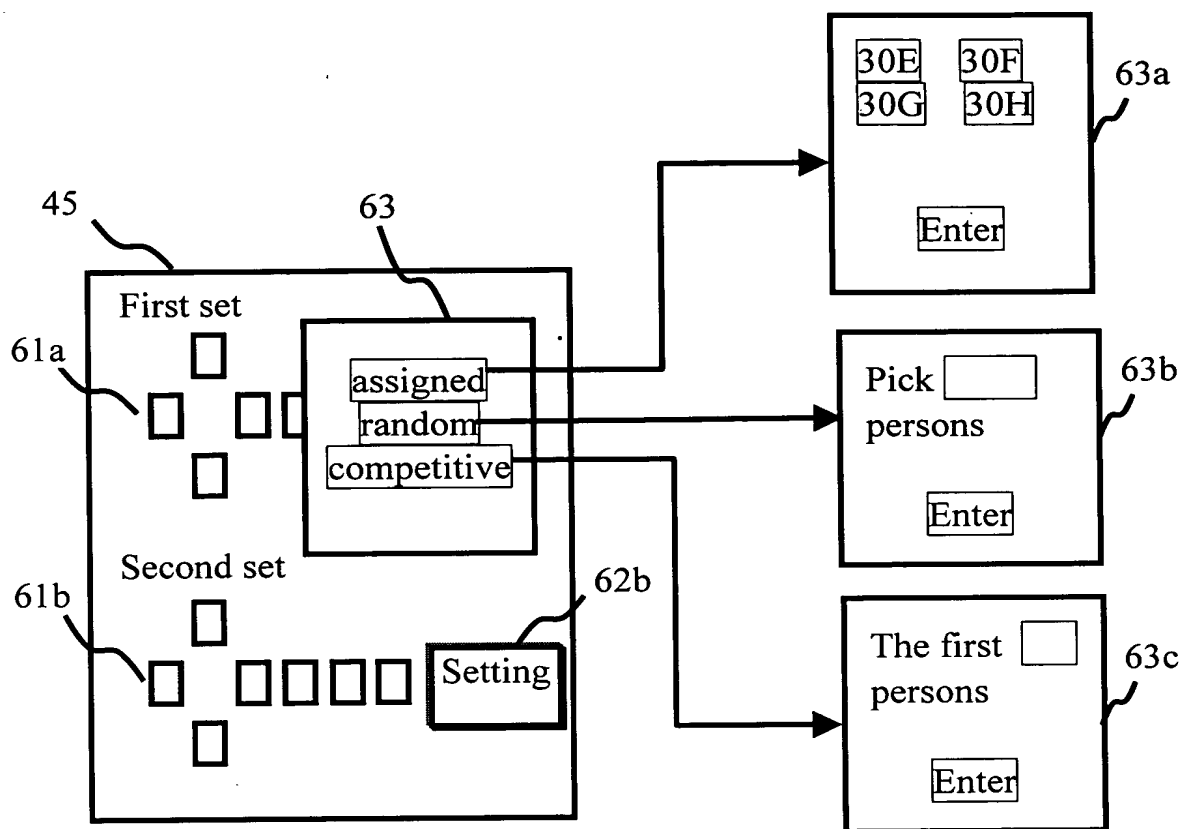 45
First set
61a
63
assigned
random
competitive
Second set
61b
62b
Setting
30E 30F
30G 30H
Enter
63a
Pick
persons
Enter
63b
The first
persons
Enter
63c